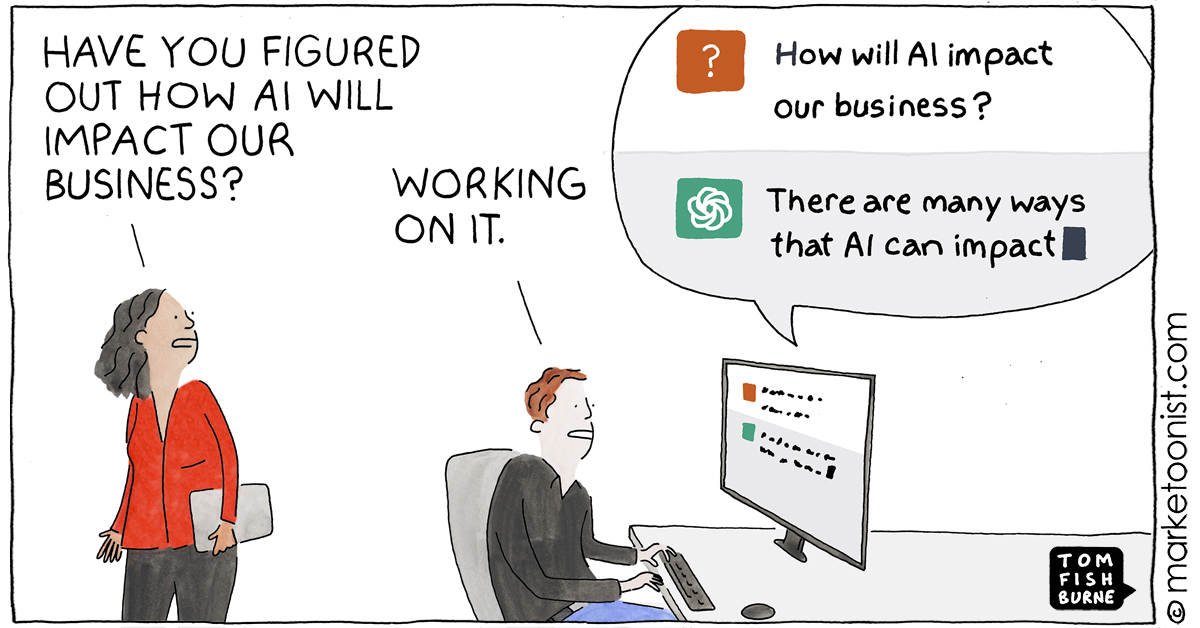 HAVE YOU FIGURED
OUT HOW AI WILL
IMPACT OUR
BUSINESS?
WORKING
ON IT.
?
How will AI impact
our business?
There are many ways
that AI can impact
TOM
FISH
BURNE
© marketoonist.com